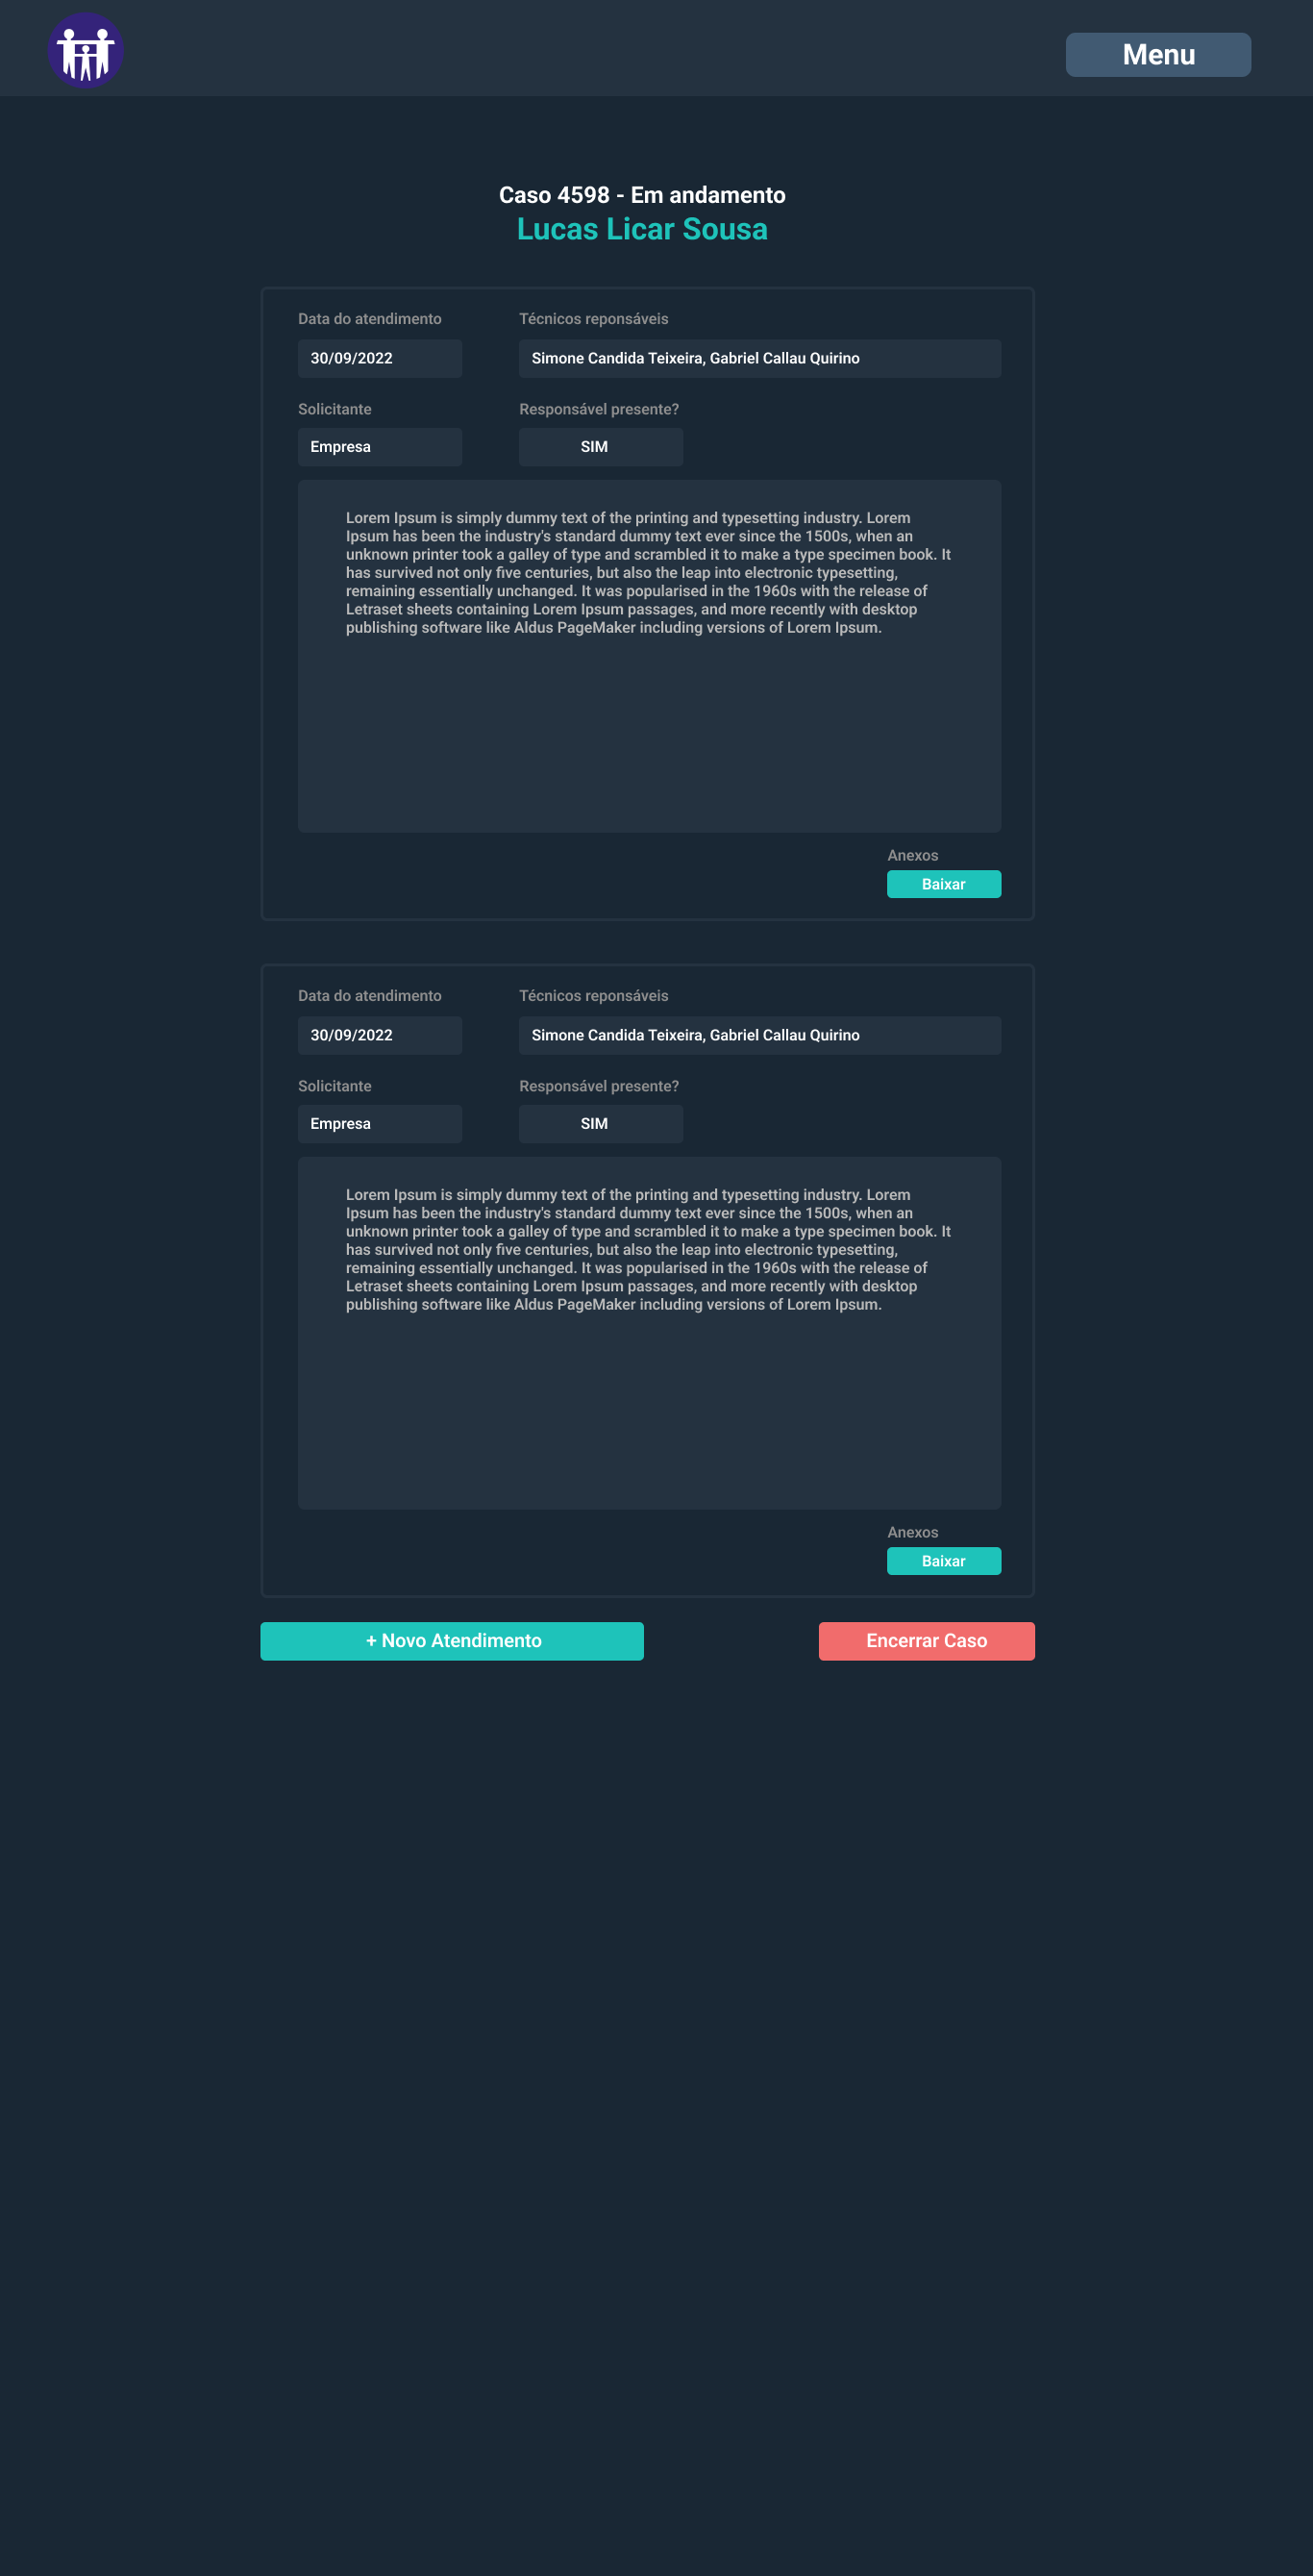 Menu
Caso 4598 - Em andamento
Lucas Licar Sousa
Data do atendimento
Técnicos reponsáveis
30/09/2022
Simone Candida Teixeira, Gabriel Callau Quirino
Solicitante
Responsável presente?
Empresa
SIM
Lorem Ipsum is simply dummy text of the printing and typesetting industry. Lorem
Ipsum has been the industry's standard dummy text ever since the 1500s, when an
unknown printer took a galley of type and scrambled it to make a type specimen book. It
has survived not only five centuries, but also the leap into electronic typesetting,
remaining essentially unchanged. It was popularised in the 1960s with the release of
Letraset sheets containing Lorem Ipsum passages, and more recently with desktop
publishing software like Aldus PageMaker including versions of Lorem Ipsum.
Anexos
Baixar
Data do atendimento
Técnicos reponsáveis
30/09/2022
Simone Candida Teixeira, Gabriel Callau Quirino
Solicitante
Responsável presente?
Empresa
SIM
Lorem Ipsum is simply dummy text of the printing and typesetting industry. Lorem
Ipsum has been the industry's standard dummy text ever since the 1500s, when an
unknown printer took a galley of type and scrambled it to make a type specimen book. It
has survived not only five centuries, but also the leap into electronic typesetting,
remaining essentially unchanged. It was popularised in the 1960s with the release of
Letraset sheets containing Lorem Ipsum passages, and more recently with desktop
publishing software like Aldus PageMaker including versions of Lorem Ipsum.
Anexos
Baixar
+ Novo Atendimento
Encerrar Caso